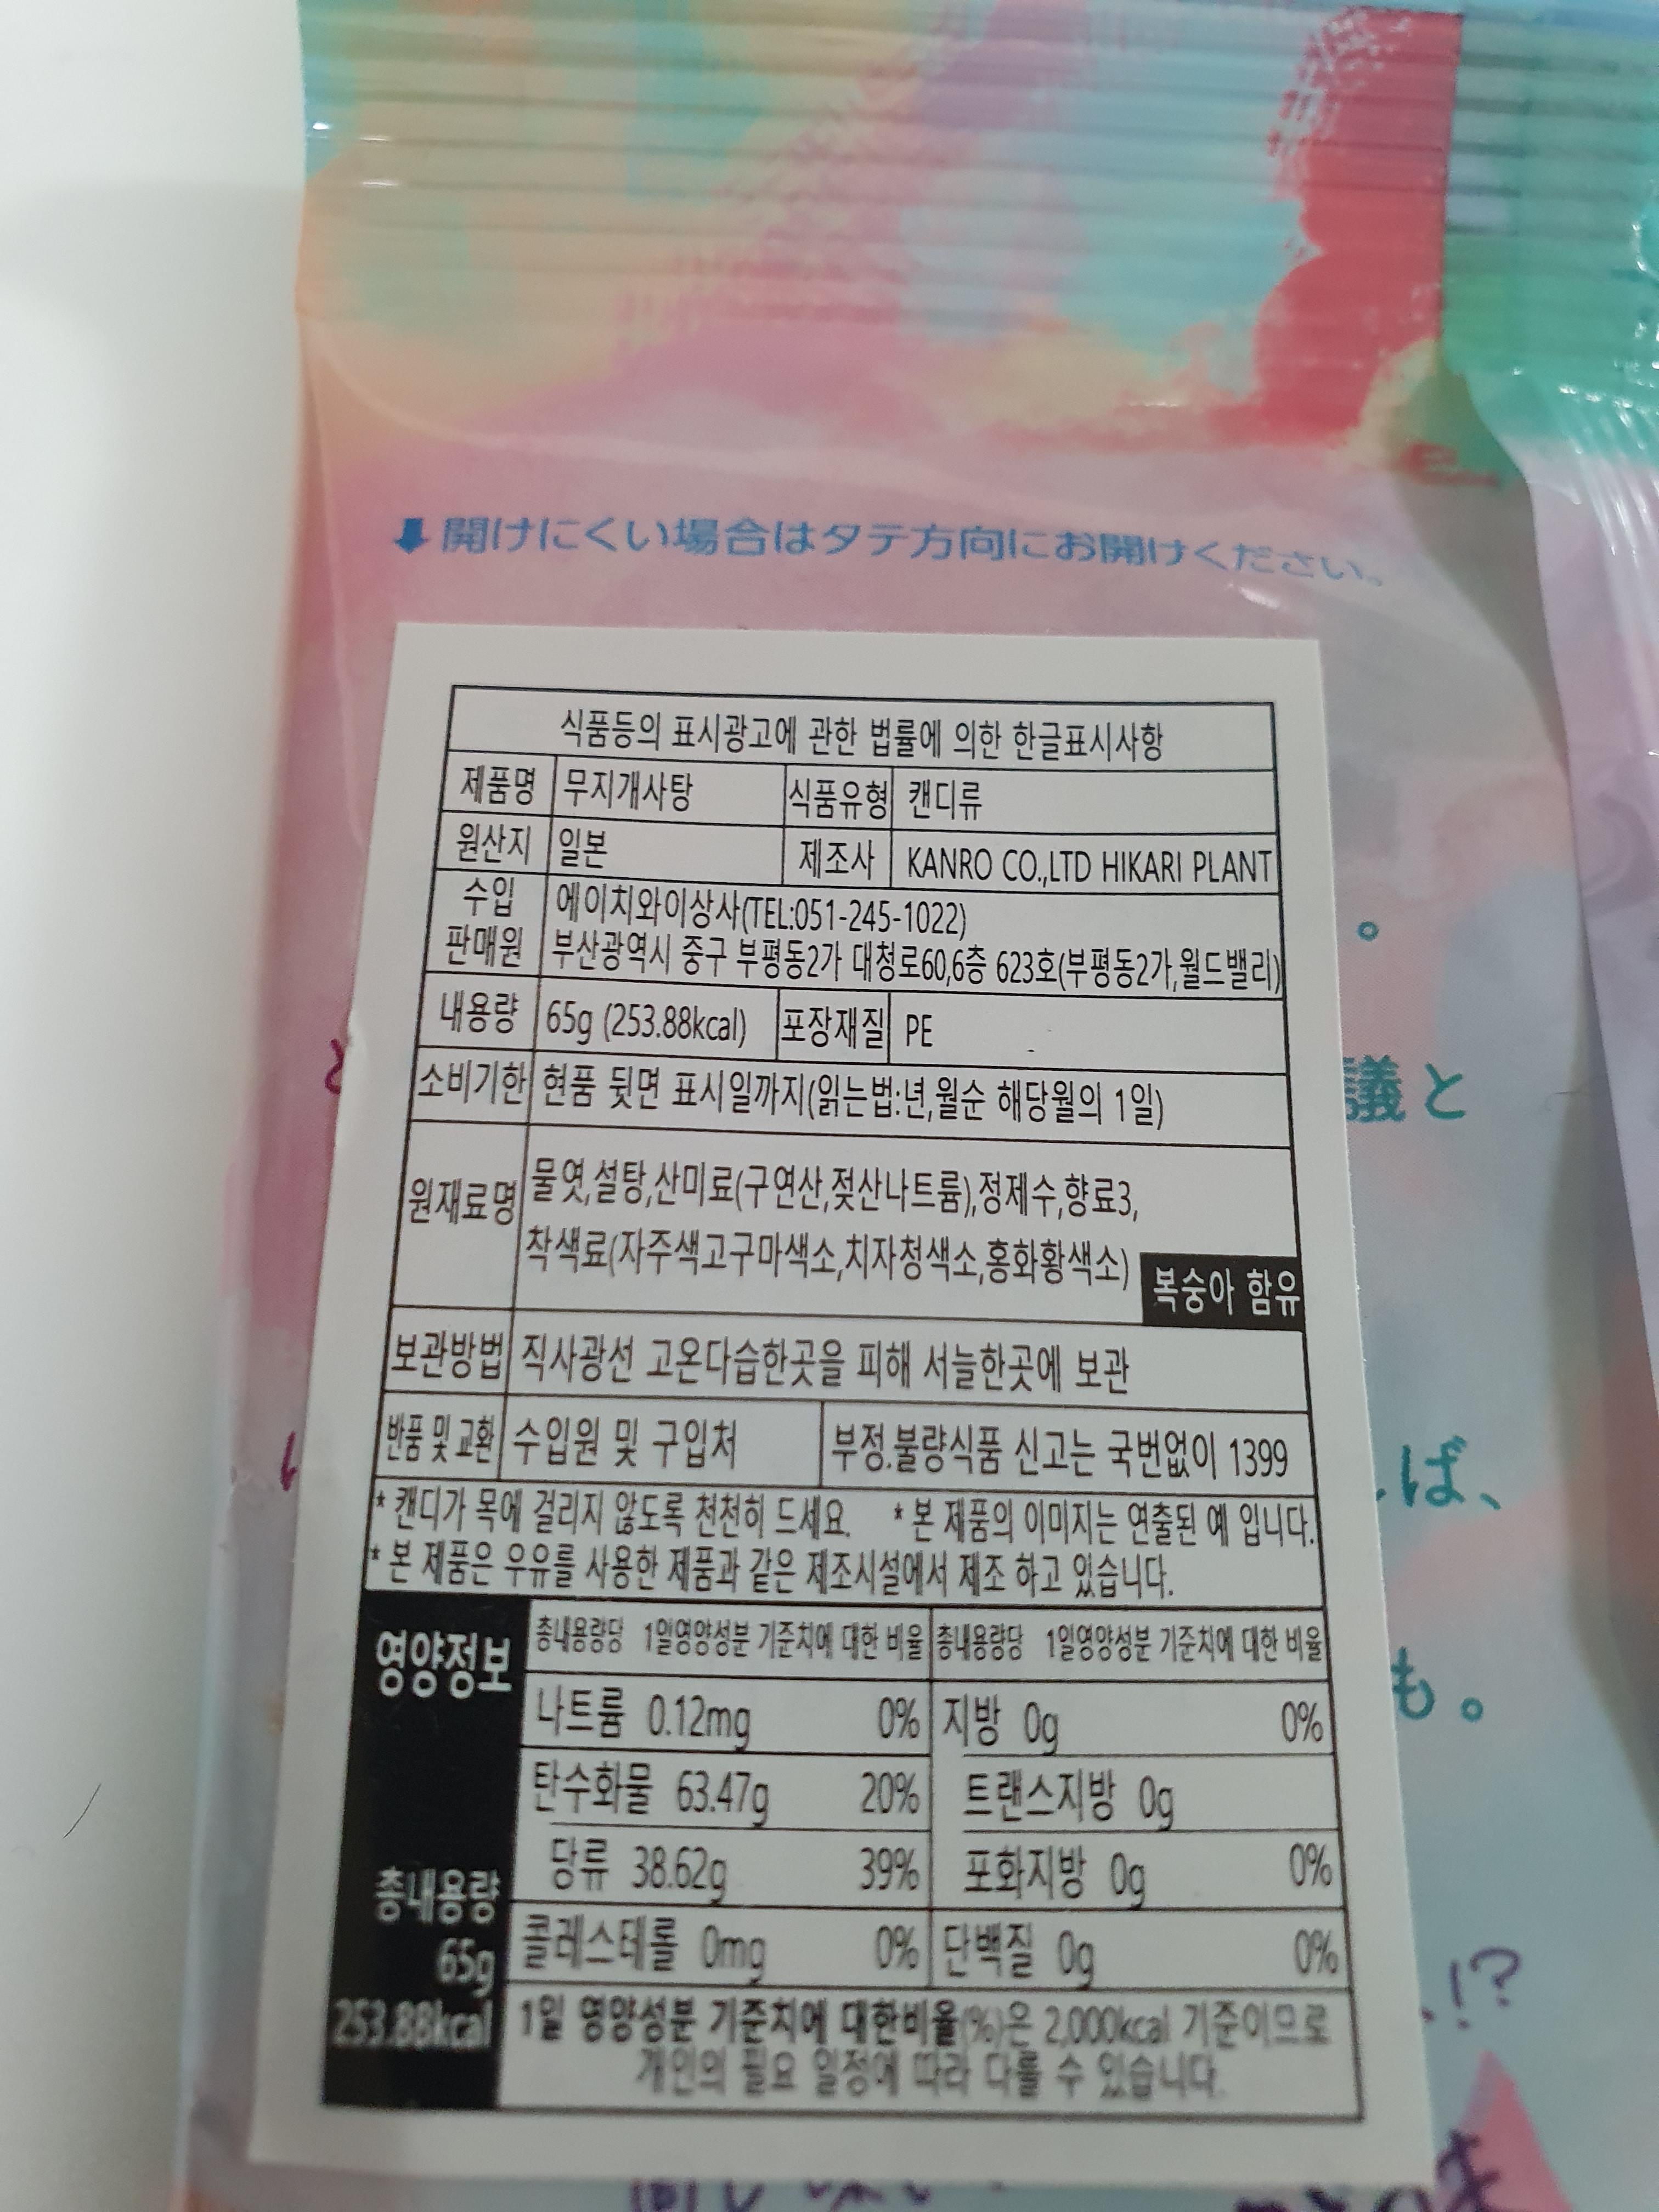 ⬇開けにくい場合はタテ方向にお開けください。
식품등의 표시광고에 관한 법률에 의한 한글표시사항
제품명 무지개사탕 식품유형 캔디류
원산지 일본 제조사 KANRO CO.,LTD HIKARI PLANT
수입 에이치와이상사(TEL:051-245-1022)
판매원 부산광역시 중구 부평동2가 대청로60,6층 623호(부평동2가,월드밸리)
내용량 65g (253.88kcal) 포장재질 PE
소비기한 현품 뒷면 표시일까지(읽는법:년,월순 해당월의 1일)
원재료명 물엿,설탕,산미료(구연산,젖산나트륨),정제수,향료3,
착색료(자주색고구마색소,치자청색소,홍화황색소)
복숭아 함유
보관방법 직사광선 고온다습한곳을 피해 서늘한곳에 보관
반품 및 교환 수입원 및 구입처 부정.불량식품 신고는 국번없이 1399
* 캔디가 목에 걸리지 않도록 천천히 드세요. * 본 제품의 이미지는 연출된 예 입니다.
* 본 제품은 우유를 사용한 제품과 같은 제조시설에서 제조 하고 있습니다.
영양정보 총내용량당 1일영양성분 기준치에 대한 비율 총내용량당 1일영양성분 기준치에 대한 비율
나트륨 0.12mg 0% 지방 0g 0%
탄수화물 63.47g 20% 트랜스지방 0g
당류 38.62g 39% 포화지방 0g 0%
총내용량
65g
253.88kcal
콜레스테롤 0mg 0% 단백질 0g 0%
1일 영양성분 기준치에 대한비율(%)은 2,000kcal 기준이므로
개인의 필요 일정에 따라 다를 수 있습니다.
。
議と
ば、
も。
!?